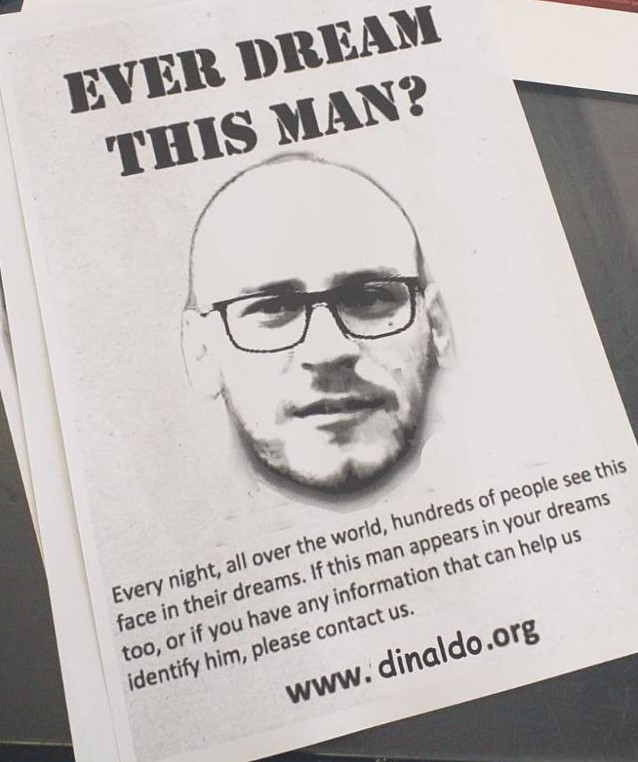 EVER DREAM
THIS MAN?
Every night, all over the world, hundreds of people see this
face in their dreams. If this man appears in your dreams
too, or if you have any information that can help us
identify him, please contact us.
www.dinaldo.org